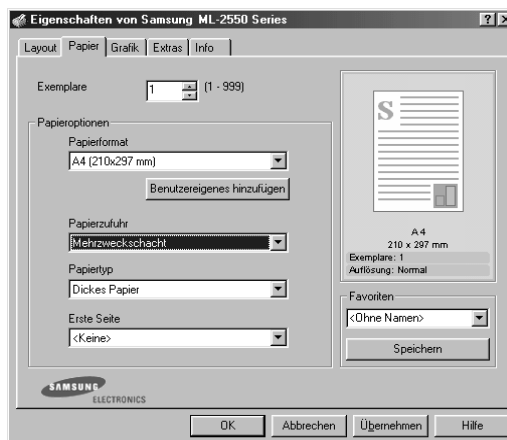 Eigenschaften von Samsung ML-2550 Series
Layout Papier Grafik Extras Info
Exemplare 1 (1 - 999)
Papieroptionen
Papierformat
A4 (210x297 mm)
Benutzereigenes hinzufügen
Papierzufuhr
Mehrzweckschacht
Papiertyp
Dickes Papier
Erste Seite
<Keine>
S
A4
210 x 297 mm
Exemplare: 1
Auflösung: Normal
Favoriten
<Ohne Namen>
Speichern
SAMSUNG
ELECTRONICS
OK Abbrechen Übernehmen Hilfe